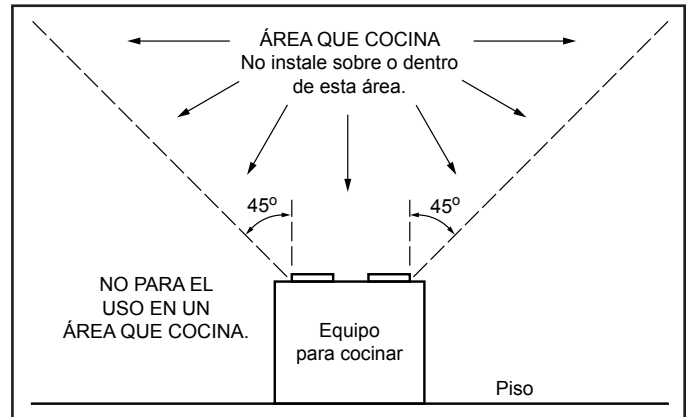 ÁREA QUE COCINA
No instale sobre o dentro
de esta área.
45º
45º
NO PARA EL
USO EN UN
ÁREA QUE COCINA.
Equipo
para cocinar
Piso